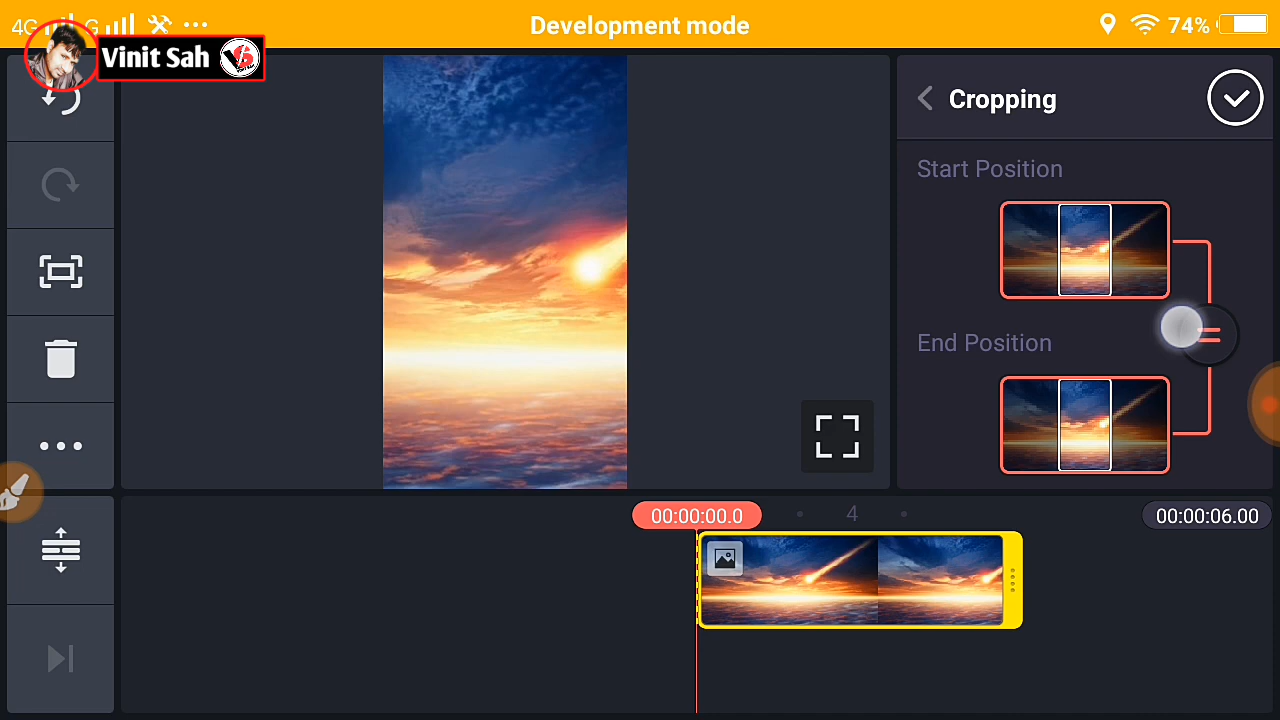 4G G Development mode 74%
Vinit Sah
Cropping
Start Position
End Position
00:00:00.0 4 00:00:06.00